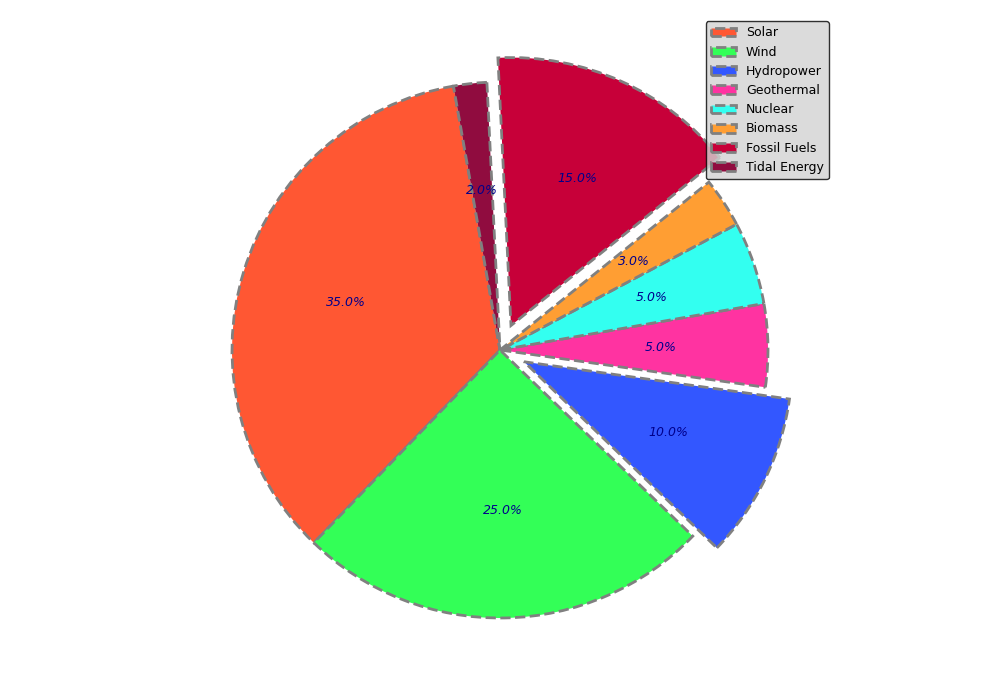 Solar
Wind
Hydropower
Geothermal
Nuclear
Biomass
Fossil Fuels
Tidal Energy
2.0%
15.0%
3.0%
35.0%
5.0%
5.0%
10.0%
25.0%